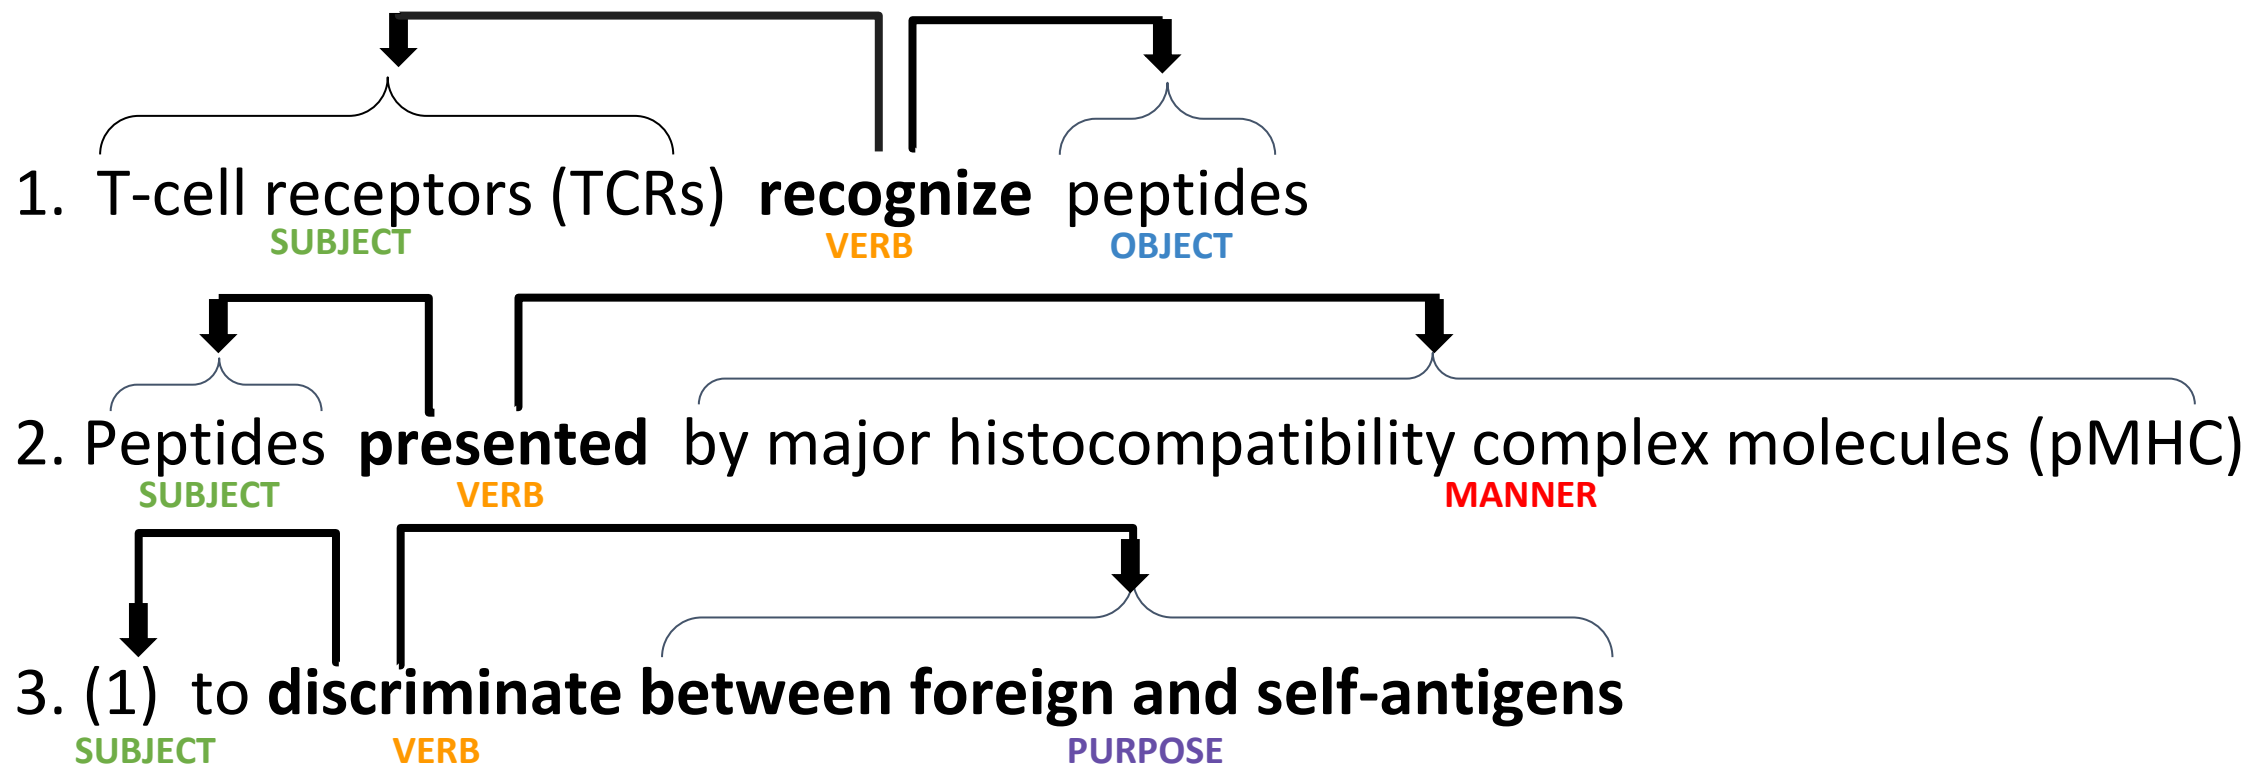 1. T-cell receptors (TCRs) recognize peptides
SUBJECT VERB OBJECT
2. Peptides presented by major histocompatibility complex molecules (pMHC)
SUBJECT VERB MANNER
3. (1) to discriminate between foreign and self-antigens
SUBJECT VERB PURPOSE